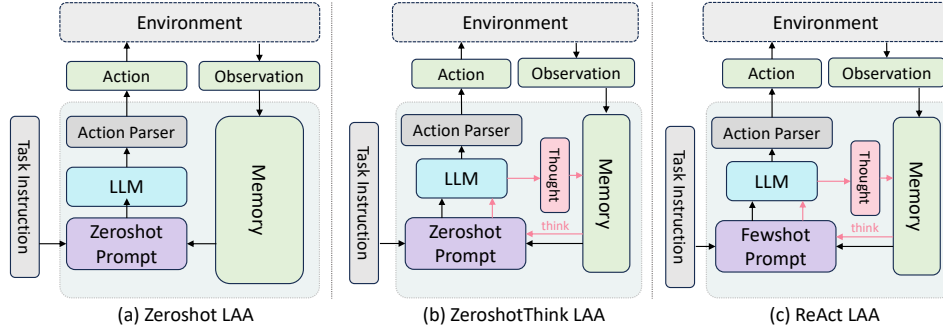 Environment
Action
Observation
Action Parser
Task Instruction
LLM
Memory
Zeroshot
Prompt
(a) Zeroshot LAA
Environment
Action
Observation
Action Parser
Task Instruction
LLM
Thought
Memory
think
Zeroshot
Prompt
(b) ZeroshotThink LAA
Environment
Action
Observation
Action Parser
Task Instruction
LLM
Thought
Memory
think
Fewshot
Prompt
(c) ReAct LAA